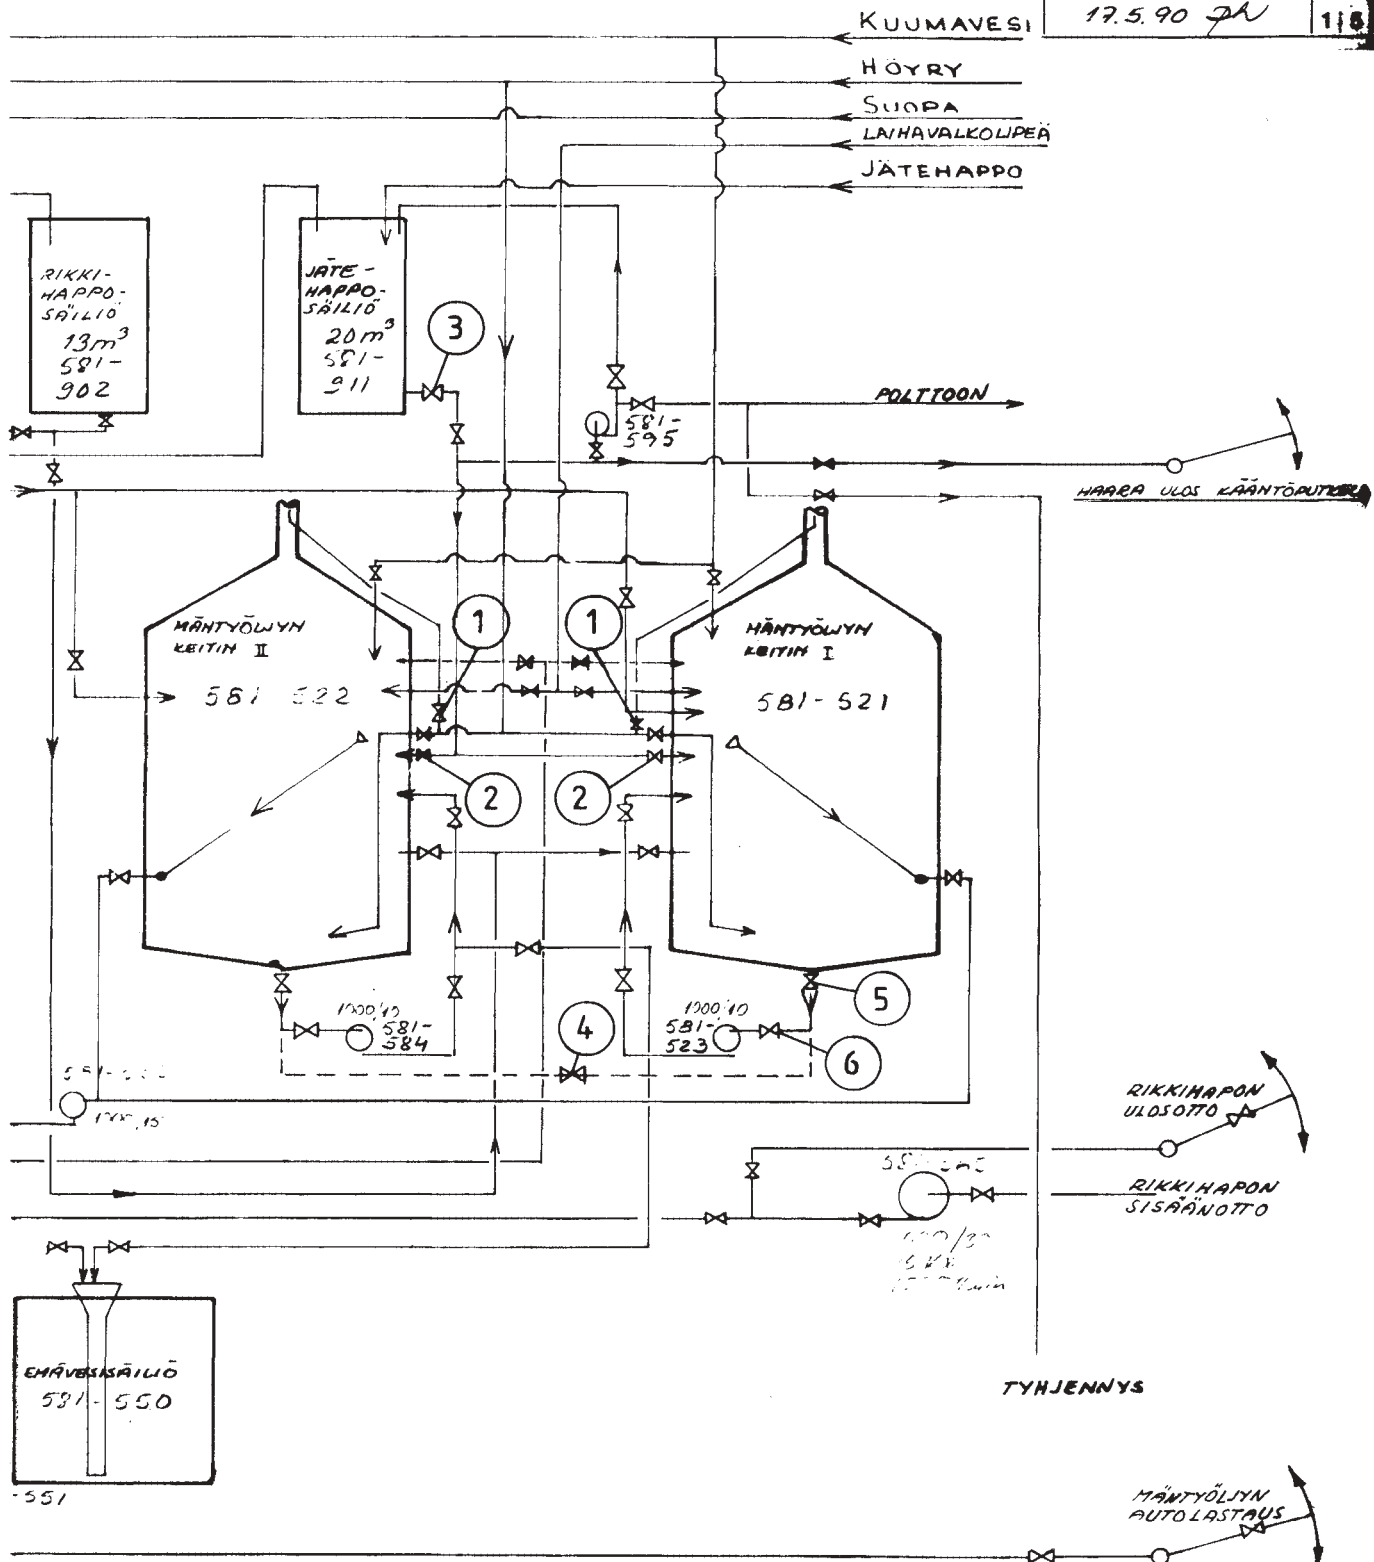 KUUMAVESI
17.5.90
HÖYRY
SUOPA
LAIHAVALKOLIPEÄ
JÄTEHAPPO
RIKKI-
HAPPO-
SÄILIÖ
13m³
581-
902
JÄTE-
HAPPO-
SÄILIÖ
20m³
581-
911
3
581-
595
POLTTOON
HAARA ULOS KÄÄNTÖPUTKELLA
MÄNTYÖLJYN
KEITIN II
581 522
1
1
MÄNTYÖLJYN
KEITIN I
581-521
2
2
1000/10
581-
584
4
1000/10
581-
523
5
6
RIKKIHAPON
ULOSOTTO
RIKKIHAPON
SISÄÄNOTTO
EMÄVESISÄILIÖ
581-550
-551
TYHJENNYS
MÄNTYÖLJYN
AUTOLASTAUS